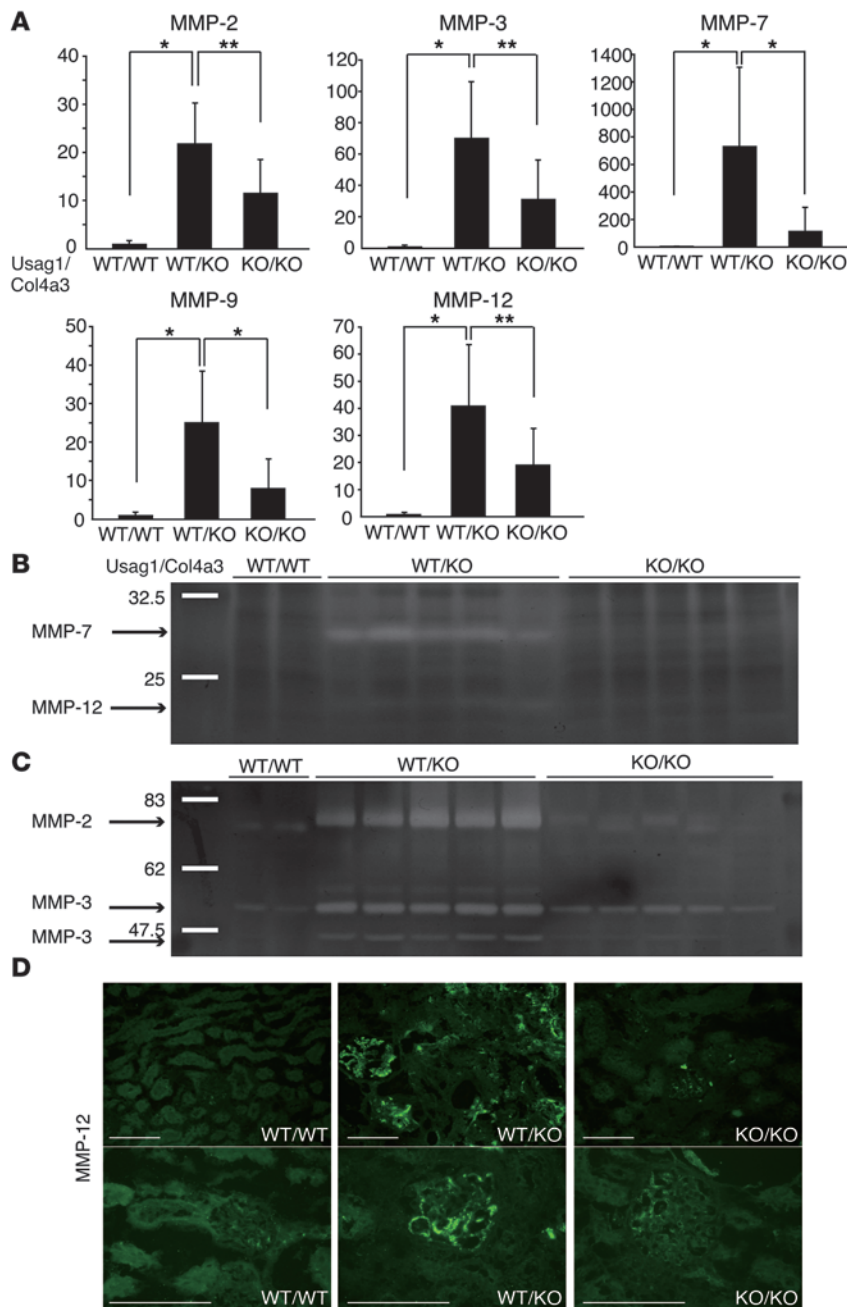 A
MMP-2
MMP-3
MMP-7
* **
* **
* *
40
30
20
10
0
120
100
80
60
40
20
0
1400
1200
1000
800
600
400
200
0
Usag1/
Col4a3
WT/WT WT/KO KO/KO
WT/WT WT/KO KO/KO
WT/WT WT/KO KO/KO
MMP-9
MMP-12
* *
* **
50
40
30
20
10
0
70
60
50
40
30
20
10
0
WT/WT WT/KO KO/KO
WT/WT WT/KO KO/KO
B
Usag1/Col4a3 WT/WT WT/KO KO/KO
32.5
MMP-7
25
MMP-12
C
WT/WT WT/KO KO/KO
83
MMP-2
62
MMP-3
47.5
MMP-3
D
MMP-12
WT/WT WT/KO KO/KO
WT/WT WT/KO KO/KO